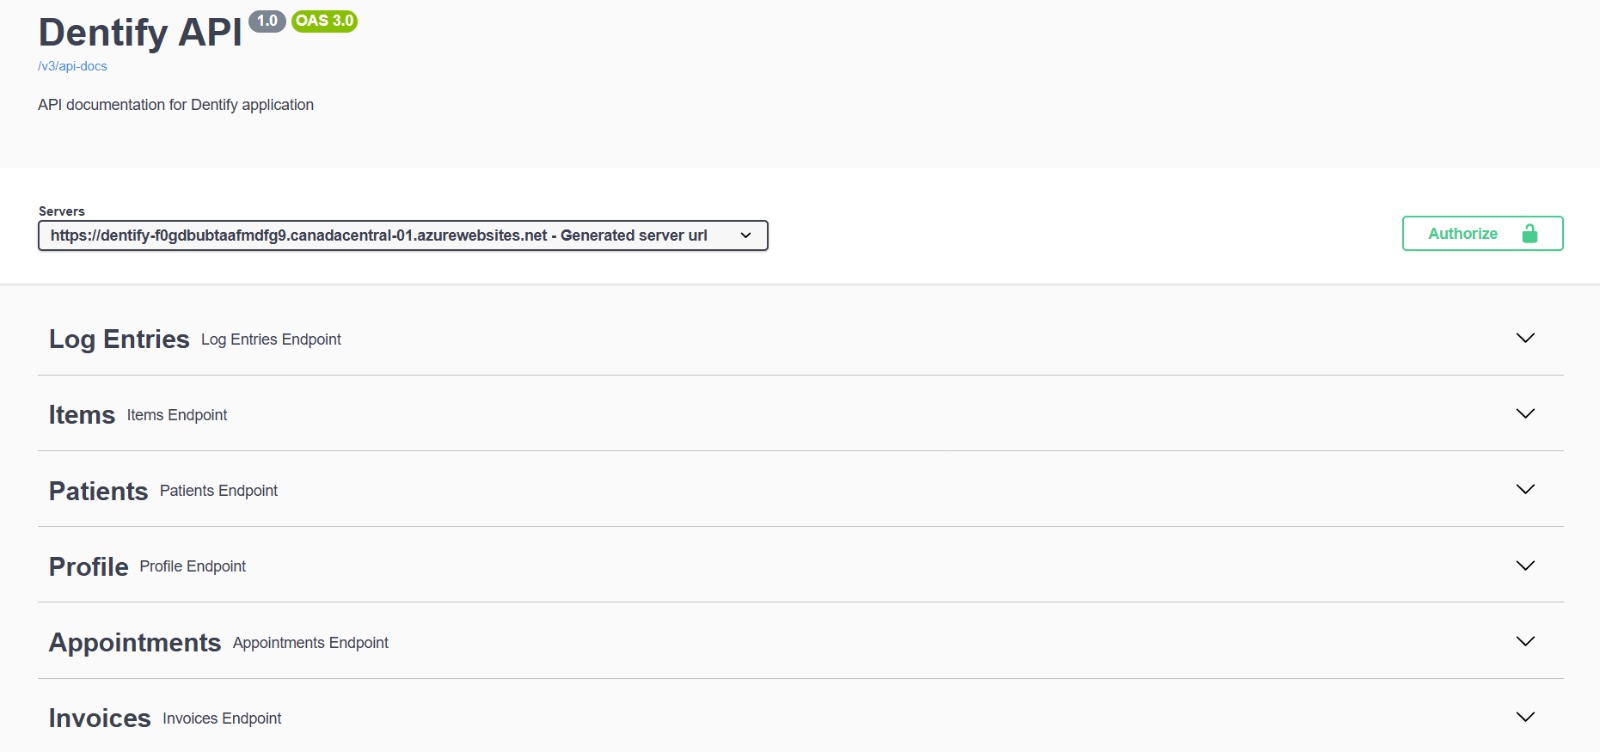 Dentify API 1.0 OAS 3.0
/v3/api-docs
API documentation for Dentify application
Servers
https://dentify-f0gdbubtaafmdfg9.canadacentral-01.azurewebsites.net - Generated server url
Authorize
Log Entries Log Entries Endpoint
Items Items Endpoint
Patients Patients Endpoint
Profile Profile Endpoint
Appointments Appointments Endpoint
Invoices Invoices Endpoint